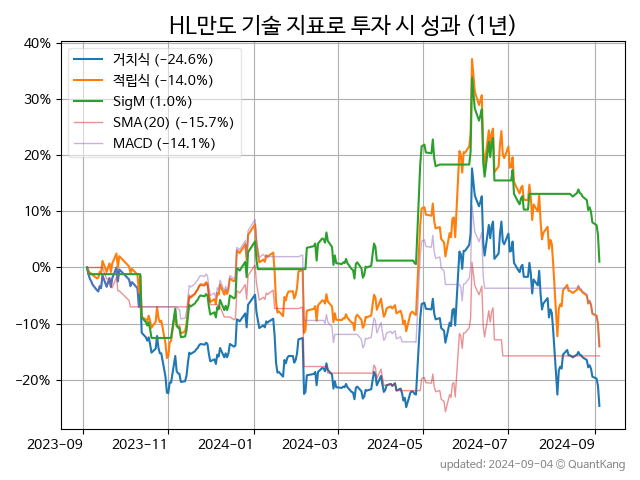 HL만도 기술 지표로 투자 시 성과 (1년)
거치식 (−24.6%)
적립식 (−14.0%)
SigM (1.0%)
SMA(20) (−15.7%)
MACD (−14.1%)
40%
30%
20%
10%
0%
−10%
−20%
2023-09
2023-11
2024-01
2024-03
2024-05
2024-07
2024-09
updated: 2024-09-04 © QuantKang